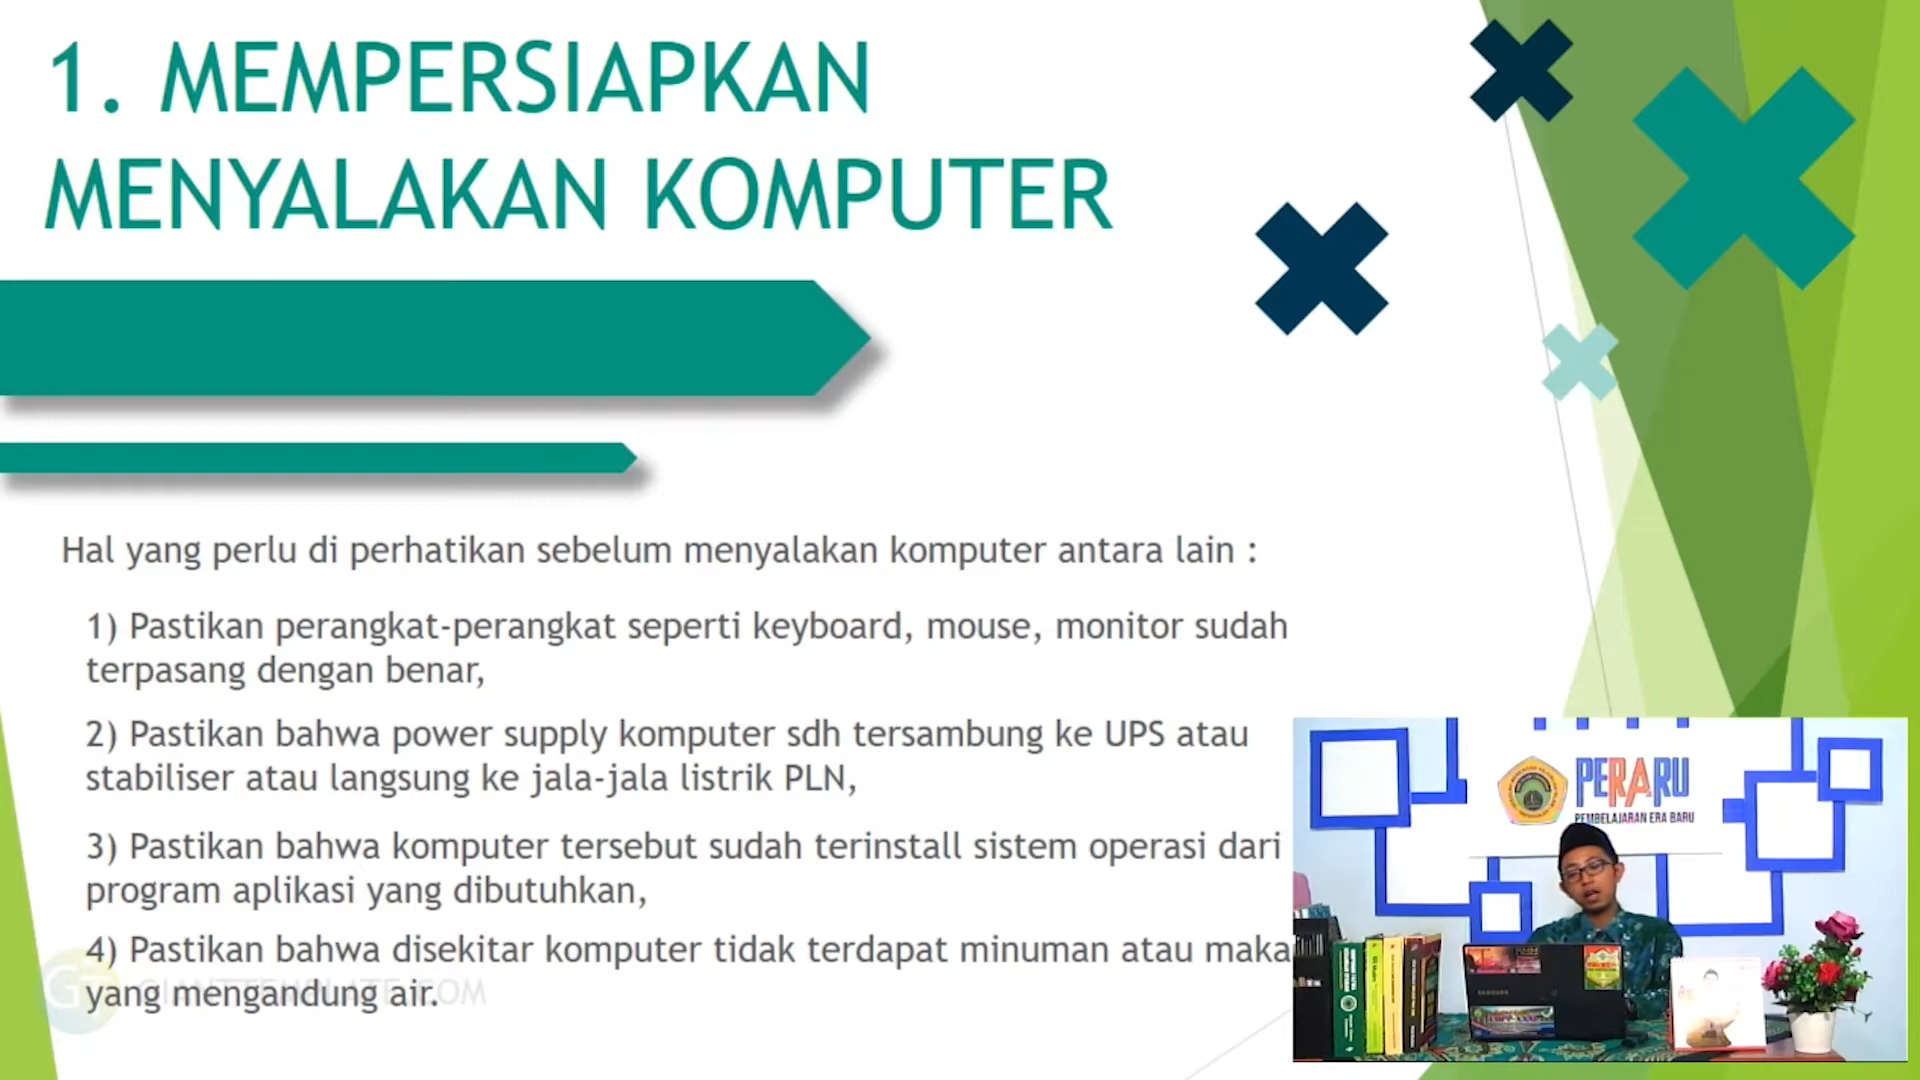 1. MEMPERSIAPKAN
MENYALAKAN KOMPUTER
Hal yang perlu di perhatikan sebelum menyalakan komputer antara lain :
1) Pastikan perangkat-perangkat seperti keyboard, mouse, monitor sudah
terpasang dengan benar,
2) Pastikan bahwa power supply komputer sdh tersambung ke UPS atau
stabiliser atau langsung ke jala-jala listrik PLN,
3) Pastikan bahwa komputer tersebut sudah terinstall sistem operasi dari
program aplikasi yang dibutuhkan,
4) Pastikan bahwa disekitar komputer tidak terdapat minuman atau maka
yang mengandung air.
PERARU
PEMBELAJARAN ERA BARU
SAMSUNG